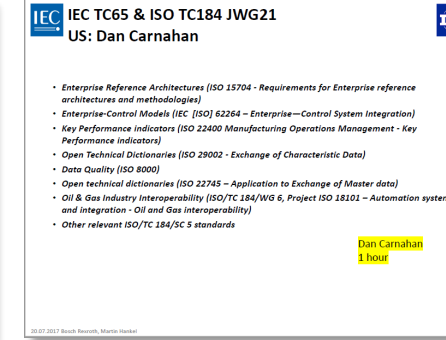 IEC
IEC TC65 & ISO TC184 JWG21
US: Dan Carnahan
• Enterprise Reference Architectures (ISO 15704 - Requirements for Enterprise reference
architectures and methodologies)
• Enterprise-Control Models (IEC [ISO] 62264 – Enterprise—Control System Integration)
• Key Performance indicators (ISO 22400 Manufacturing Operations Management - Key
Performance indicators)
• Open Technical Dictionaries (ISO 29002 - Exchange of Characteristic Data)
• Data Quality (ISO 8000)
• Open technical dictionaries (ISO 22745 – Application to Exchange of Master data)
• Oil & Gas Industry Interoperability (ISO/TC 184/WG 6, Project ISO 18101 – Automation system
and integration - Oil and Gas interoperability)
• Other relevant ISO/TC 184/SC 5 standards
Dan Carnahan
1 hour
20.07.2017 Bosch Rexroth, Martin Hankel